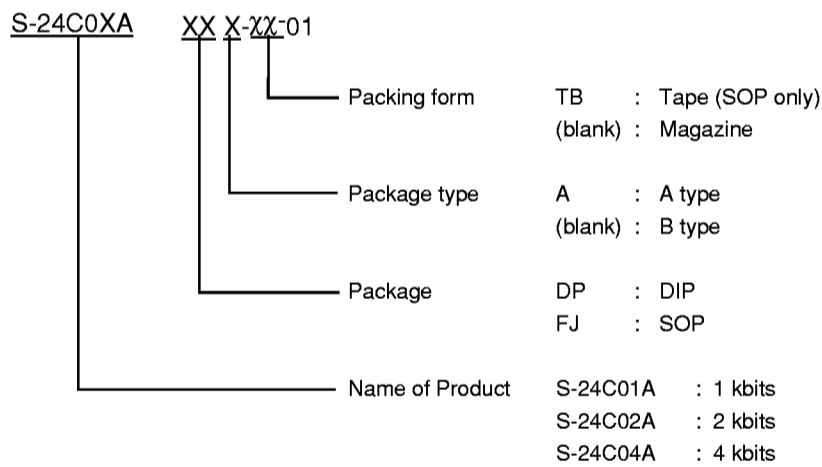 S-24C0XA XX X-XX-01
Packing form TB : Tape (SOP only)
(blank) : Magazine
Package type A : A type
(blank) : B type
Package DP : DIP
FJ : SOP
Name of Product S-24C01A : 1 kbits
S-24C02A : 2 kbits
S-24C04A : 4 kbits